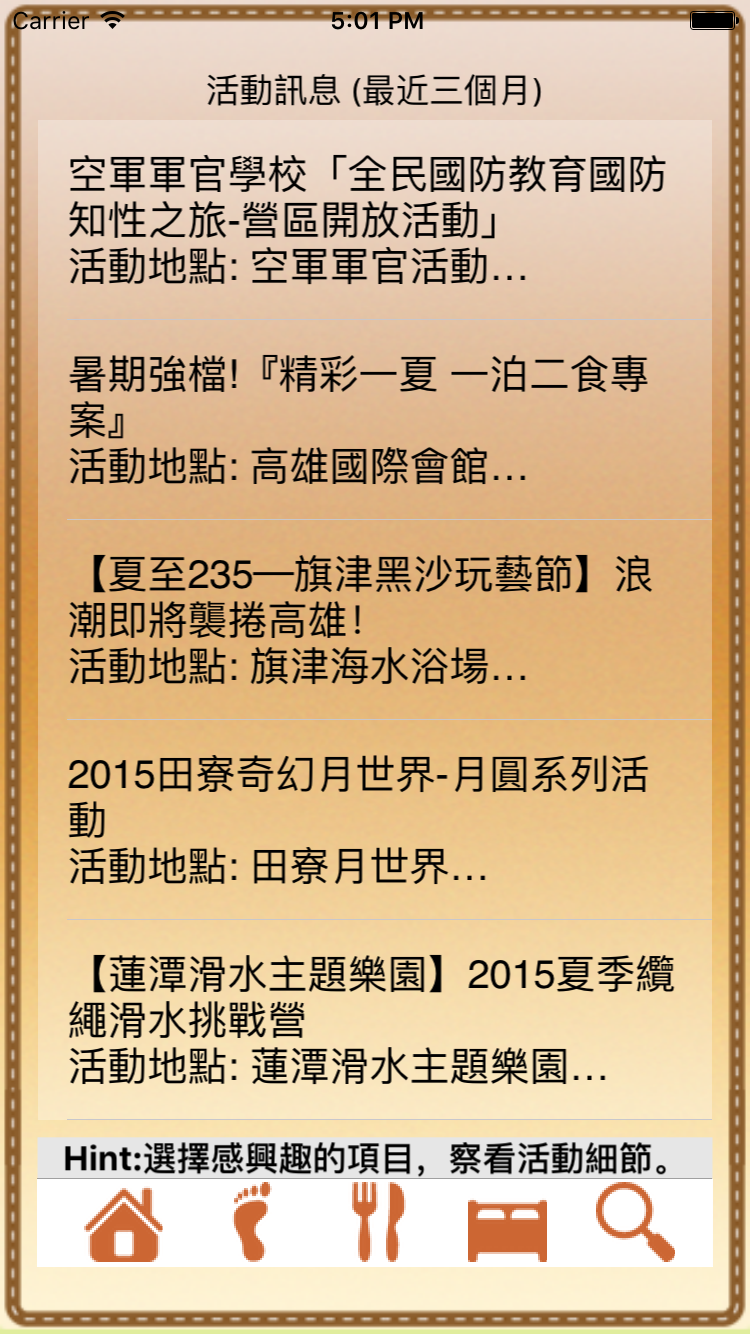 Carrier 5:01 PM
活動訊息 (最近三個月)
空軍軍官學校「全民國防教育國防
知性之旅-營區開放活動」
活動地點: 空軍軍官活動…
暑期強檔!『精彩一夏 一泊二食專
案』
活動地點: 高雄國際會館…
【夏至235—旗津黑沙玩藝節】浪
潮即將襲捲高雄!
活動地點: 旗津海水浴場…
2015田寮奇幻月世界-月圓系列活
動
活動地點: 田寮月世界…
【蓮潭滑水主題樂園】2015夏季纜
繩滑水挑戰營
活動地點: 蓮潭滑水主題樂園…
Hint:選擇感興趣的項目，察看活動細節。